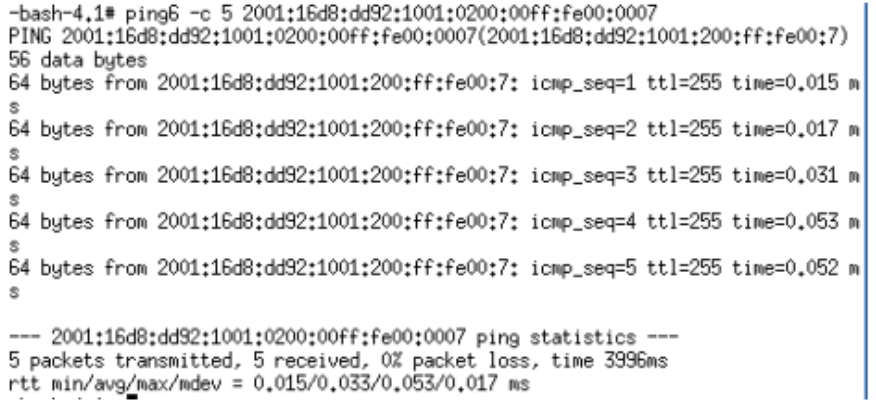 -bash-4.1# ping6 -c 5 2001:16d8:dd92:1001:0200:00ff:fe00:0007
PING 2001:16d8:dd92:1001:0200:00ff:fe00:0007(2001:16d8:dd92:1001:200:ff:fe00:7)
56 data bytes
64 bytes from 2001:16d8:dd92:1001:200:ff:fe00:7: icmp_seq=1 ttl=255 time=0.015 m
s
64 bytes from 2001:16d8:dd92:1001:200:ff:fe00:7: icmp_seq=2 ttl=255 time=0.017 m
s
64 bytes from 2001:16d8:dd92:1001:200:ff:fe00:7: icmp_seq=3 ttl=255 time=0.031 m
s
64 bytes from 2001:16d8:dd92:1001:200:ff:fe00:7: icmp_seq=4 ttl=255 time=0.053 m
s
64 bytes from 2001:16d8:dd92:1001:200:ff:fe00:7: icmp_seq=5 ttl=255 time=0.052 m
s
--- 2001:16d8:dd92:1001:0200:00ff:fe00:0007 ping statistics ---
5 packets transmitted, 5 received, 0% packet loss, time 3996ms
rtt min/avg/max/mdev = 0.015/0.033/0.053/0.017 ms